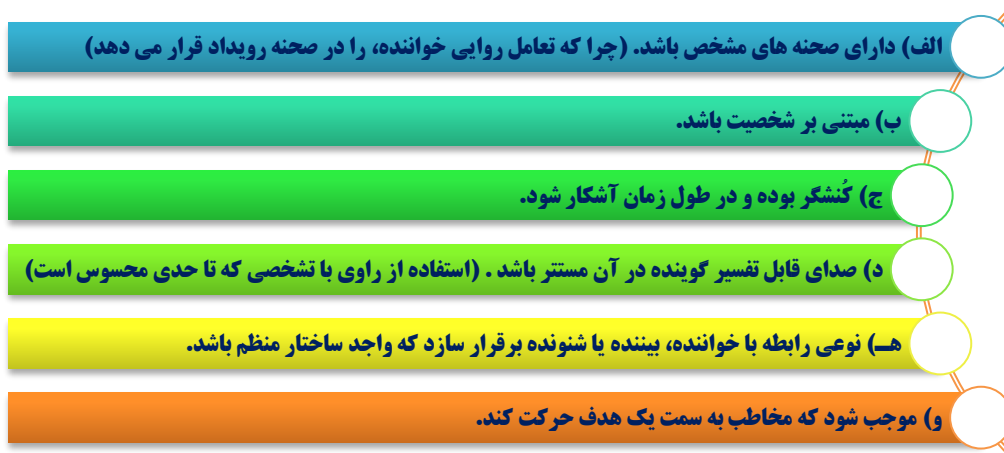 الف) دارای صحنه های مشخص باشد. (چرا که تعامل روایی خواننده، را در صحنه رویداد قرار می دهد)
ب) مبتنی بر شخصیت باشد.
ج) کُنشگر بوده و در طول زمان آشکار شود.
د) صدای قابل تفسیر گوینده در آن مستتر باشد . (استفاده از راوی با تشخصی که تا حدی محسوس است)
هـ) نوعی رابطه با خواننده، بیننده یا شنونده برقرار سازد که واجد ساختار منظم باشد.
و) موجب شود که مخاطب به سمت یک هدف حرکت کند.